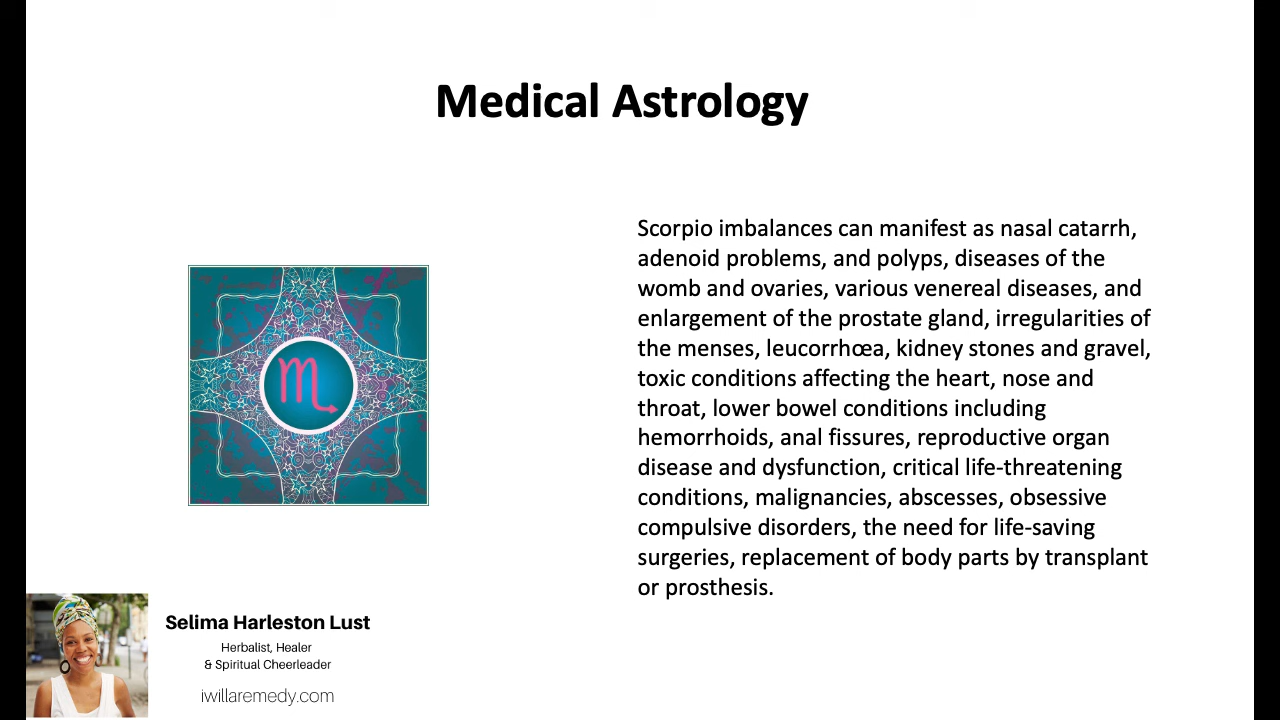 Medical Astrology
Scorpio imbalances can manifest as nasal catarrh,
adenoid problems, and polyps, diseases of the
womb and ovaries, various venereal diseases, and
enlargement of the prostate gland, irregularities of
the menses, leucorrhœa, kidney stones and gravel,
toxic conditions affecting the heart, nose and
throat, lower bowel conditions including
hemorrhoids, anal fissures, reproductive organ
disease and dysfunction, critical life-threatening
conditions, malignancies, abscesses, obsessive
compulsive disorders, the need for life-saving
surgeries, replacement of body parts by transplant
or prosthesis.
Selima Harleston Lust
Herbalist, Healer
& Spiritual Cheerleader
iwillaremedy.com